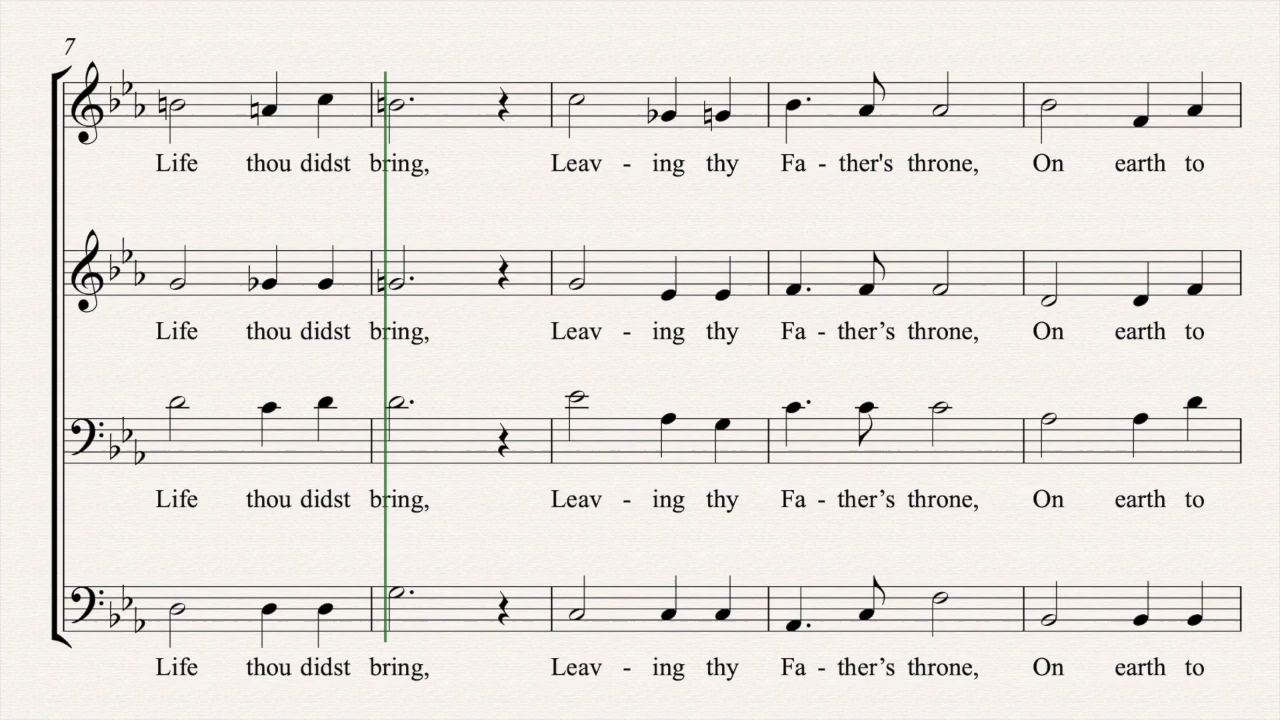 7
Life thou didst bring, Leav - ing thy Fa - ther's throne, On earth to
Life thou didst bring, Leav - ing thy Fa - ther’s throne, On earth to
Life thou didst bring, Leav - ing thy Fa - ther’s throne, On earth to
Life thou didst bring, Leav - ing thy Fa - ther’s throne, On earth to